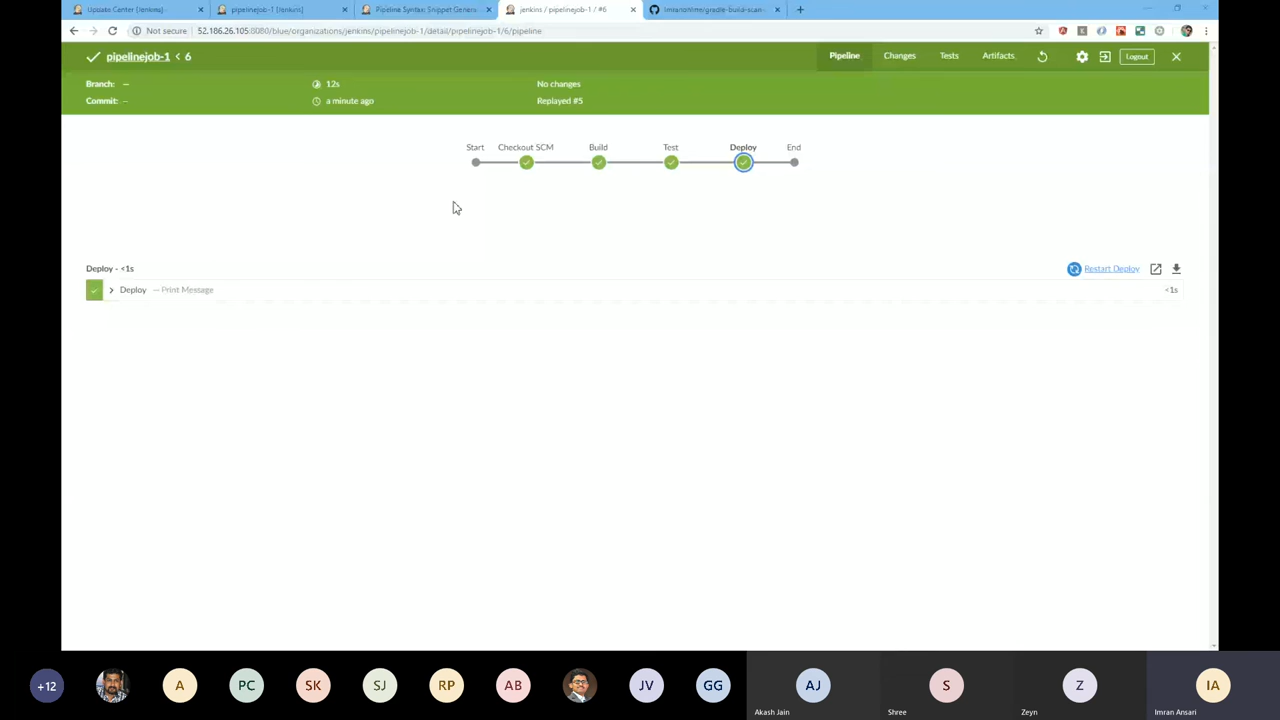 Update Center [Jenkins]
pipelinejob-1 [Jenkins]
Pipeline Syntax: Snippet Genera
jenkins / pipelinejob-1 / #6
Not secure
52.186.26.105:8080/blue/organizations/jenkins/pipelinejob-1/detail/pipelinejob-1/6/pipeline
pipelinejob-1 < 6
Pipeline
Changes
Tests
Artifacts
Logout
Branch: —
12s
No changes
Commit: —
a minute ago
Replayed #5
Start
Checkout SCM
Build
Test
Deploy
End
Deploy - <1s
Restart Deploy
Deploy — Print Message
<1s
+12
A
PC
SK
SJ
RP
AB
JV
GG
AJ
S
Z
IA
Akash Jain
Shree
Zeyn
Imran Ansari